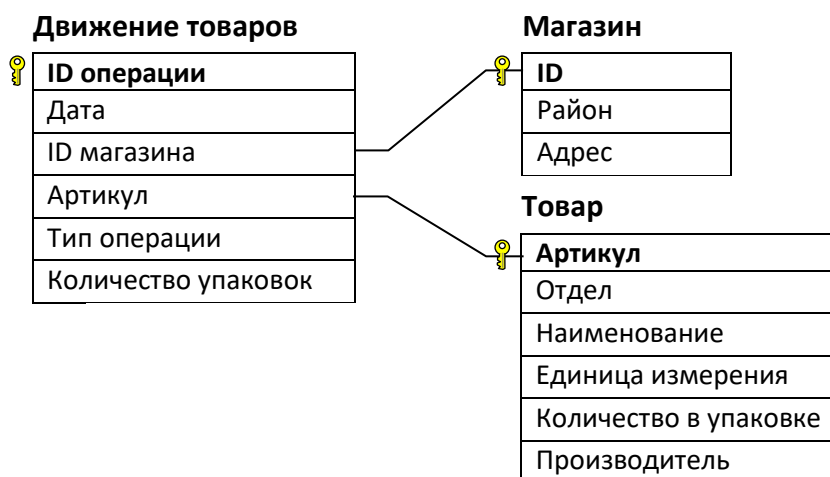 Движение товаров
ID операции
Дата
ID магазина
Артикул
Тип операции
Количество упаковок
Магазин
ID
Район
Адрес
Товар
Артикул
Отдел
Наименование
Единица измерения
Количество в упаковке
Производитель